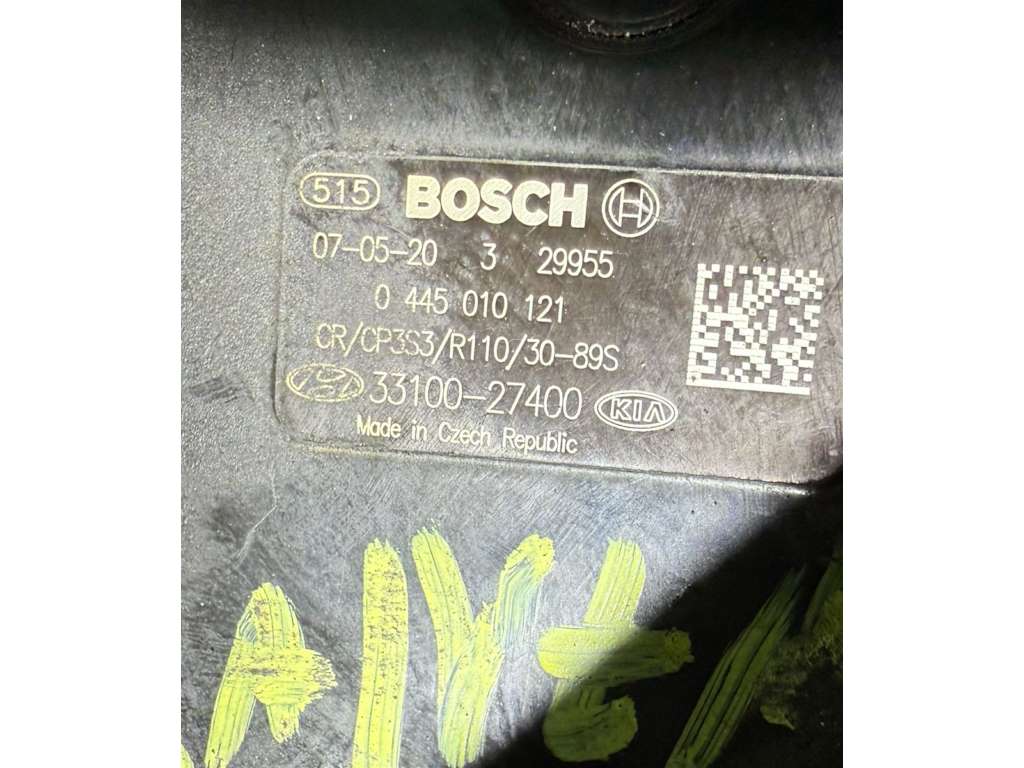 515 BOSCH
07-05-20 3 29955
0 445 010 121
CR/CP3S3/R110/30-89S
33100-27400 KIA
Made in Czech Republic